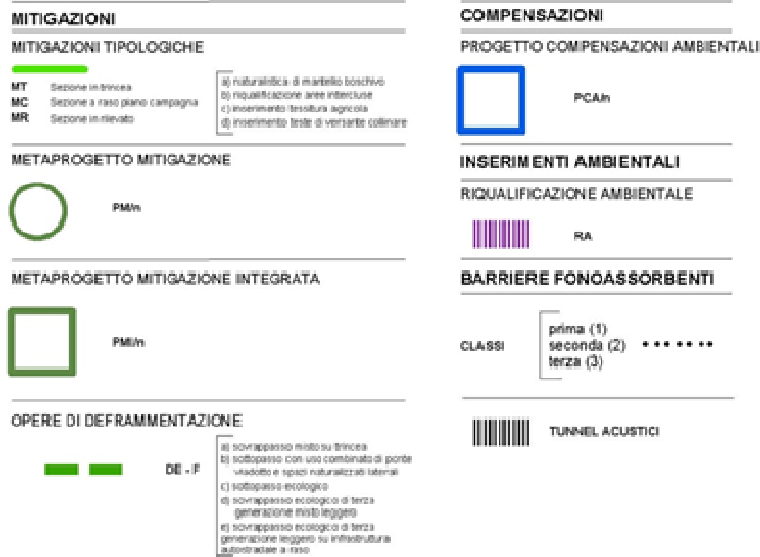 MITIGAZIONI
MITIGAZIONI TIPOLOGICHE
MT Sezione in trincea
MC Sezione a raso piano campagna
MR Sezione in rilevato
a) naturalistica di mantello boschivo
b) riqualificazione aree intercluse
c) inserimento tessitura agricola
d) inserimento teste di versante collinare
METAPROGETTO MITIGAZIONE
PM/n
METAPROGETTO MITIGAZIONE INTEGRATA
PMI/n
OPERE DI DEFRAMMENTAZIONE
DE - IF
a) sovrappasso misto su trincea
b) sottopasso con uso combinato di ponte
viadotto e spazi naturalizzati laterali
c) sottopasso ecologico
d) sovrappasso ecologico di terza
generazione misto leggero
e) sovrappasso ecologico di terza
generazione leggero su infrastruttura
autostradale a raso
COMPENSAZIONI
PROGETTO COMPENSAZIONI AMBIENTALI
PCA/n
INSERIMENTI AMBIENTALI
RIQUALIFICAZIONE AMBIENTALE
RA
BARRIERE FONOASSORBENTI
CLASSI
prima (1)
seconda (2)
terza (3)
TUNNEL ACUSTICI